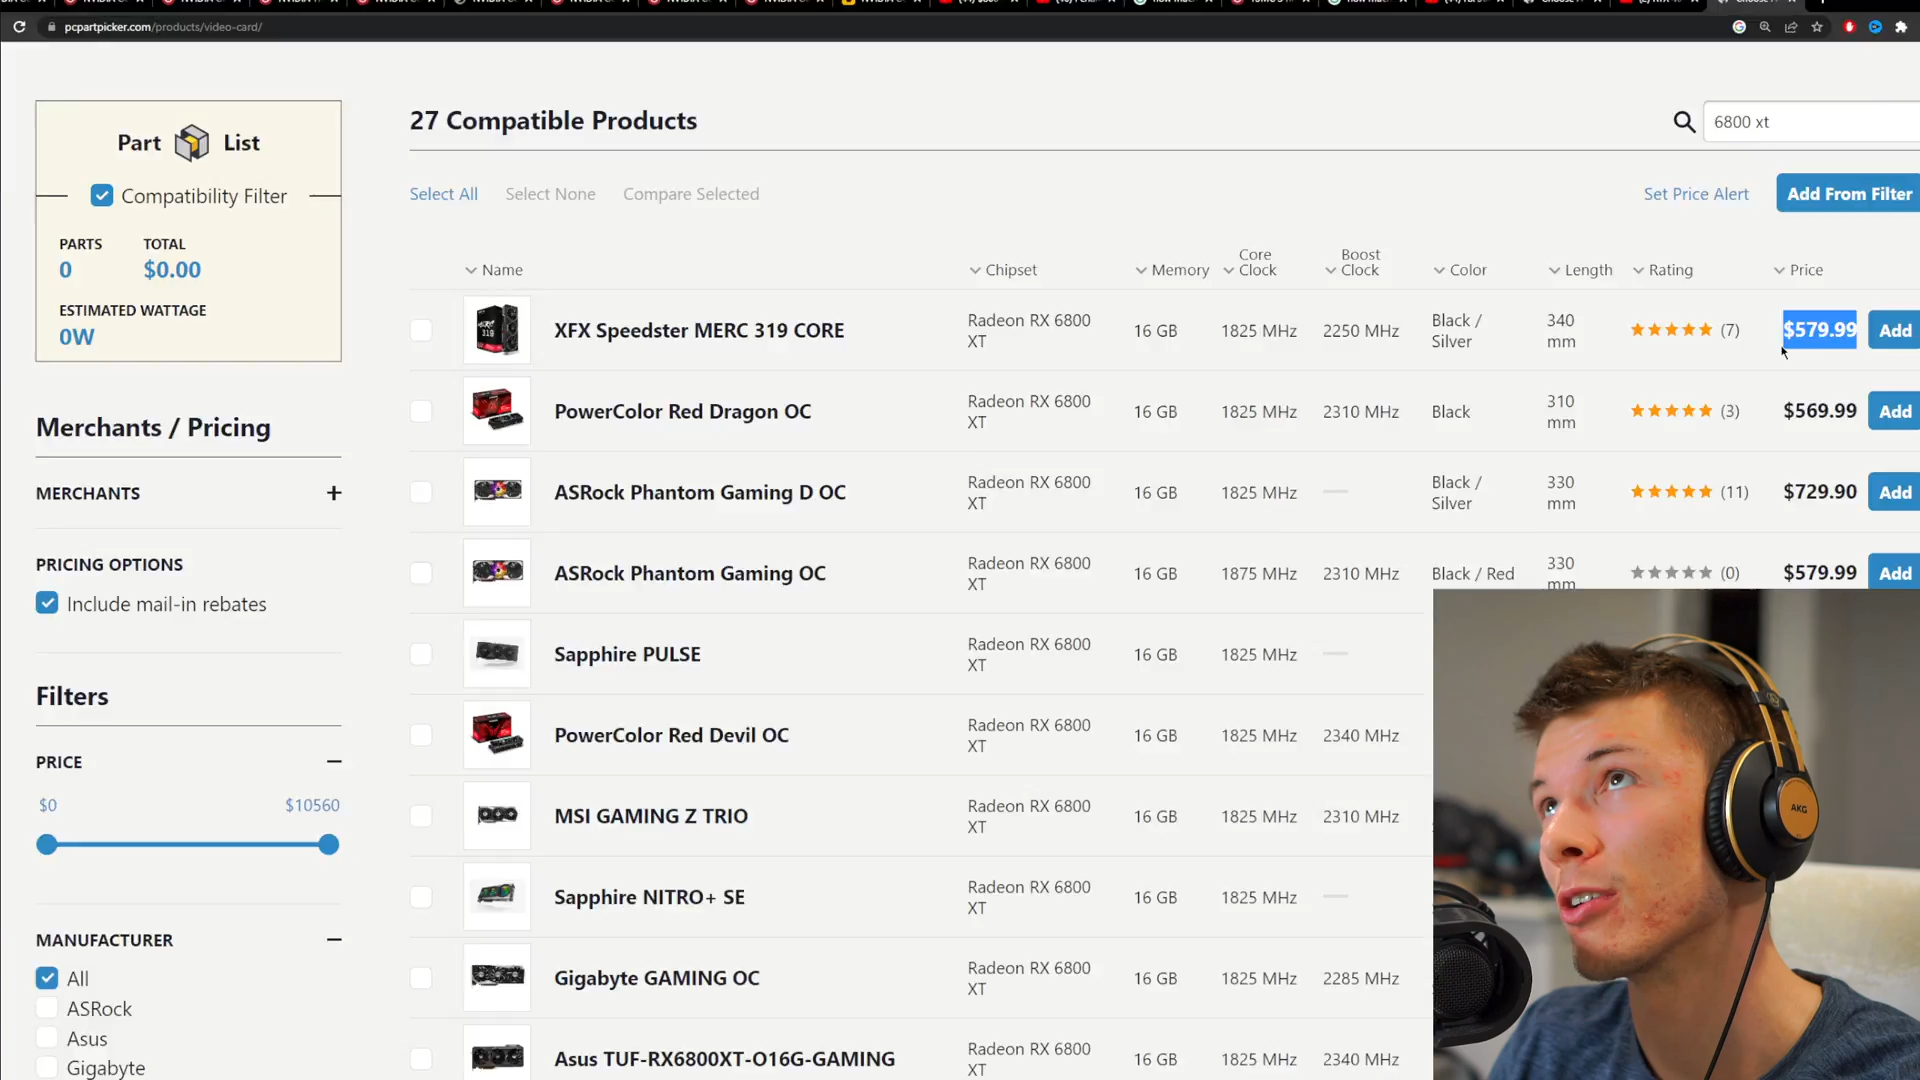 pcpartpicker.com/products/video-card/
Part List
Compatibility Filter
PARTS TOTAL
0 $0.00
ESTIMATED WATTAGE
0W
Merchants / Pricing
MERCHANTS
PRICING OPTIONS
Include mail-in rebates
Filters
PRICE
$0 $10560
MANUFACTURER
All
ASRock
Asus
Gigabyte
27 Compatible Products
6800 xt
Select All Select None Compare Selected Set Price Alert Add From Filter
Name Chipset Memory Core Clock Boost Clock Color Length Rating Price
XFX Speedster MERC 319 CORE Radeon RX 6800 XT 16 GB 1825 MHz 2250 MHz Black / Silver 340 mm (7) $579.99 Add
PowerColor Red Dragon OC Radeon RX 6800 XT 16 GB 1825 MHz 2310 MHz Black 310 mm (3) $569.99 Add
ASRock Phantom Gaming D OC Radeon RX 6800 XT 16 GB 1825 MHz Black / Silver 330 mm (11) $729.90 Add
ASRock Phantom Gaming OC Radeon RX 6800 XT 16 GB 1875 MHz 2310 MHz Black / Red 330 mm (0) $579.99 Add
Sapphire PULSE Radeon RX 6800 XT 16 GB 1825 MHz
PowerColor Red Devil OC Radeon RX 6800 XT 16 GB 1825 MHz 2340 MHz
MSI GAMING Z TRIO Radeon RX 6800 XT 16 GB 1825 MHz 2310 MHz
Sapphire NITRO+ SE Radeon RX 6800 XT 16 GB 1825 MHz
Gigabyte GAMING OC Radeon RX 6800 XT 16 GB 1825 MHz 2285 MHz
Asus TUF-RX6800XT-O16G-GAMING Radeon RX 6800 XT 16 GB 1825 MHz 2340 MHz
AKG